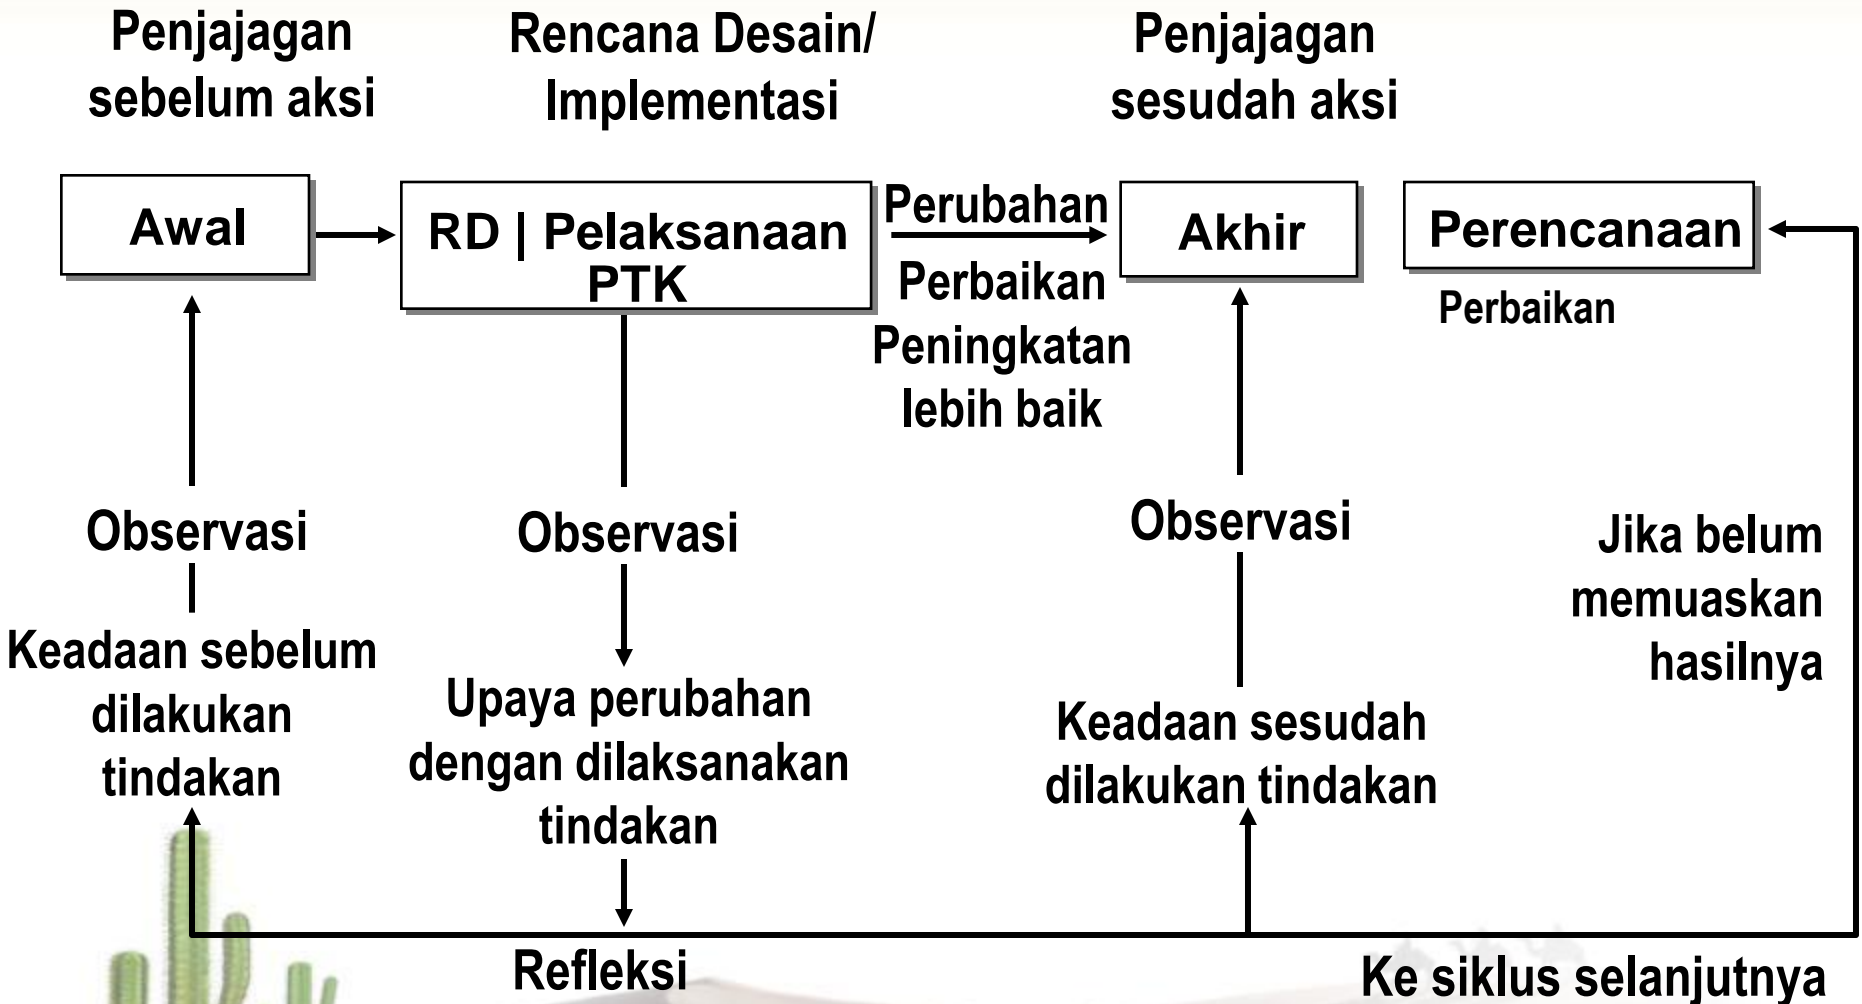 Penjajagan
sebelum aksi
Rencana Desain/
Implementasi
Penjajagan
sesudah aksi
Awal
RD | Pelaksanaan
PTK
Perubahan
Perbaikan
Peningkatan
lebih baik
Akhir
Perencanaan
Perbaikan
Observasi
Keadaan sebelum
dilakukan
tindakan
Observasi
Upaya perubahan
dengan dilaksanakan
tindakan
Observasi
Keadaan sesudah
dilakukan tindakan
Jika belum
memuaskan
hasilnya
Refleksi
Ke siklus selanjutnya